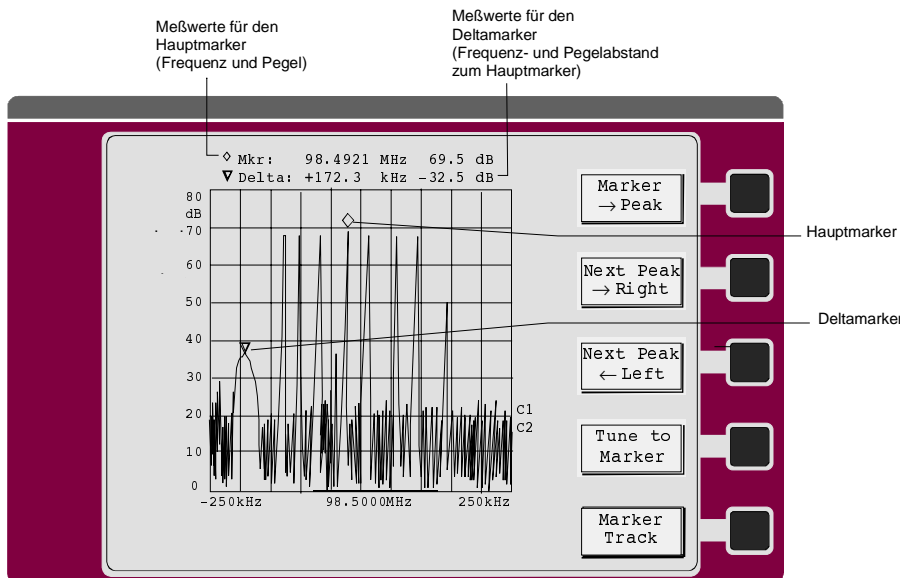 Meßwerte für den
Hauptmarker
(Frequenz und Pegel)
Meßwerte für den
Deltamarker
(Frequenz- und Pegelabstand
zum Hauptmarker)
Mkr: 98.4921 MHz 69.5 dB
Delta: +172.3 kHz -32.5 dB
80
dB
70
60
50
40
30
20
10
0
C1
C2
-250kHz 98.5000MHz 250kHz
Marker
→ Peak
Next Peak
→ Right
Next Peak
← Left
Tune to
Marker
Marker
Track
Hauptmarker
Deltamarker